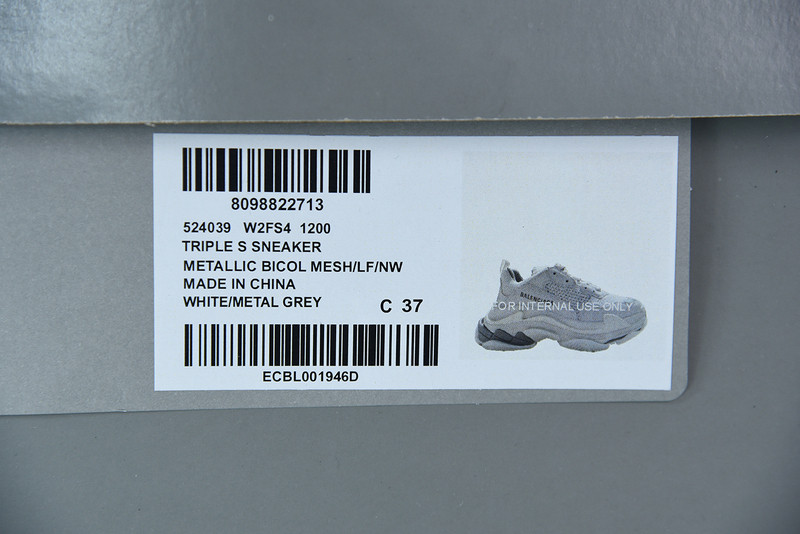 8098822713
524039 W2FS4 1200
TRIPLE S SNEAKER
METALLIC BICOL MESH/LF/NW
MADE IN CHINA
WHITE/METAL GREY C 37
ECBL001946D
FOR INTERNAL USE ONLY